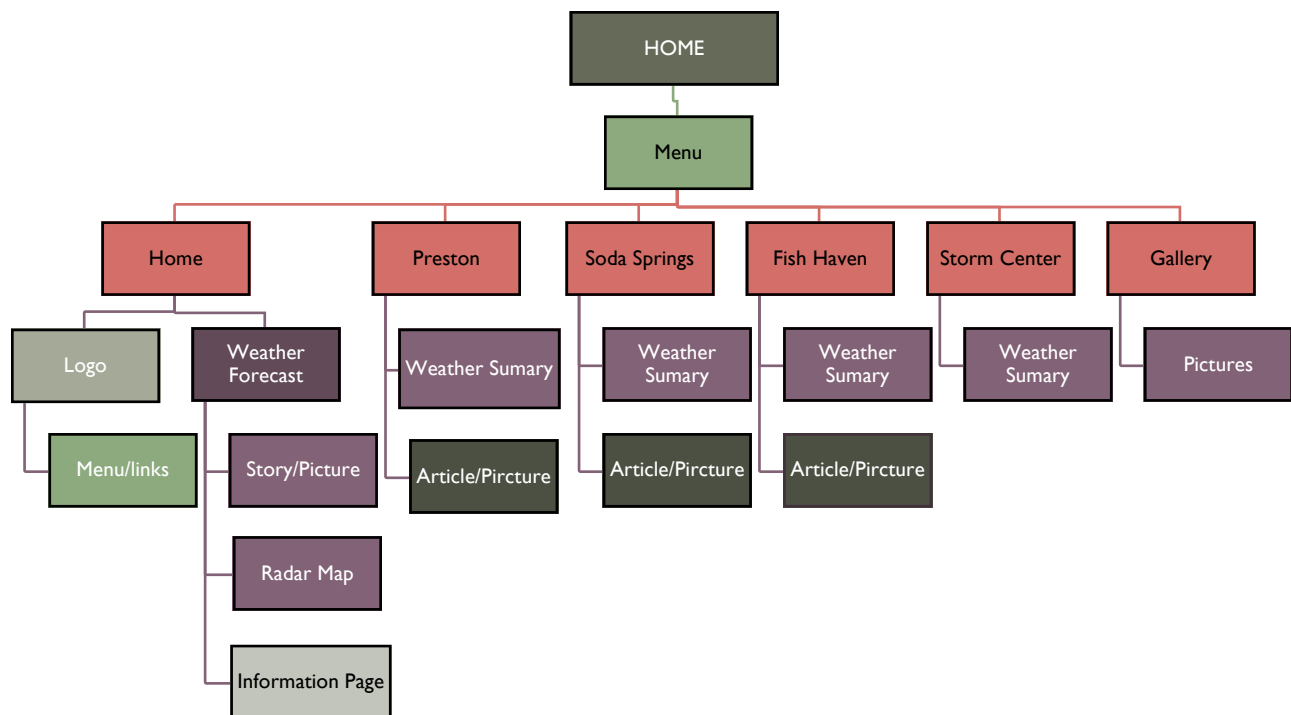 HOME
Menu
Home
Preston
Soda Springs
Fish Haven
Storm Center
Gallery
Logo
Weather
Forecast
Weather Sumary
Weather
Sumary
Weather
Sumary
Weather
Sumary
Pictures
Menu/links
Story/Picture
Article/Pircture
Article/Pircture
Article/Pircture
Radar Map
Information Page